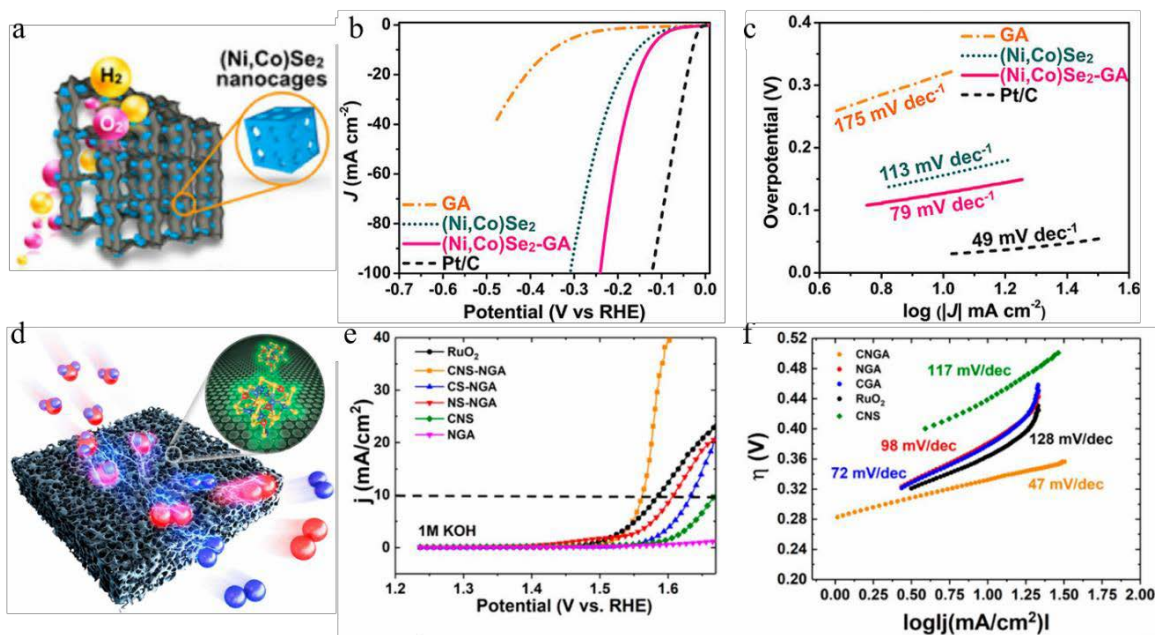 a
(Ni,Co)Se₂
nanocages
H₂
O₂
b
J (mA cm⁻²)
0
-20
-40
-60
-80
-100
GA
(Ni,Co)Se₂
(Ni,Co)Se₂-GA
Pt/C
-0.7 -0.6 -0.5 -0.4 -0.3 -0.2 -0.1 0.0
Potential (V vs RHE)
c
Overpotential (V)
0.4
0.3
0.2
0.1
0.0
GA
(Ni,Co)Se₂
(Ni,Co)Se₂-GA
Pt/C
175 mV dec⁻¹
113 mV dec⁻¹
79 mV dec⁻¹
49 mV dec⁻¹
0.6 0.8 1.0 1.2 1.4 1.6
log (|J| mA cm⁻²)
d
e
j (mA/cm²)
40
30
20
10
0
RuO₂
CNS-NGA
CS-NGA
NS-NGA
CNS
NGA
1M KOH
1.2 1.3 1.4 1.5 1.6
Potential (V vs. RHE)
f
η (V)
0.52
0.48
0.44
0.40
0.36
0.32
0.28
0.24
0.20
CNGA
NGA
CGA
RuO₂
CNS
117 mV/dec
98 mV/dec
128 mV/dec
72 mV/dec
47 mV/dec
0.00 0.25 0.50 0.75 1.00 1.25 1.50 1.75 2.00
logIj(mA/cm²)I